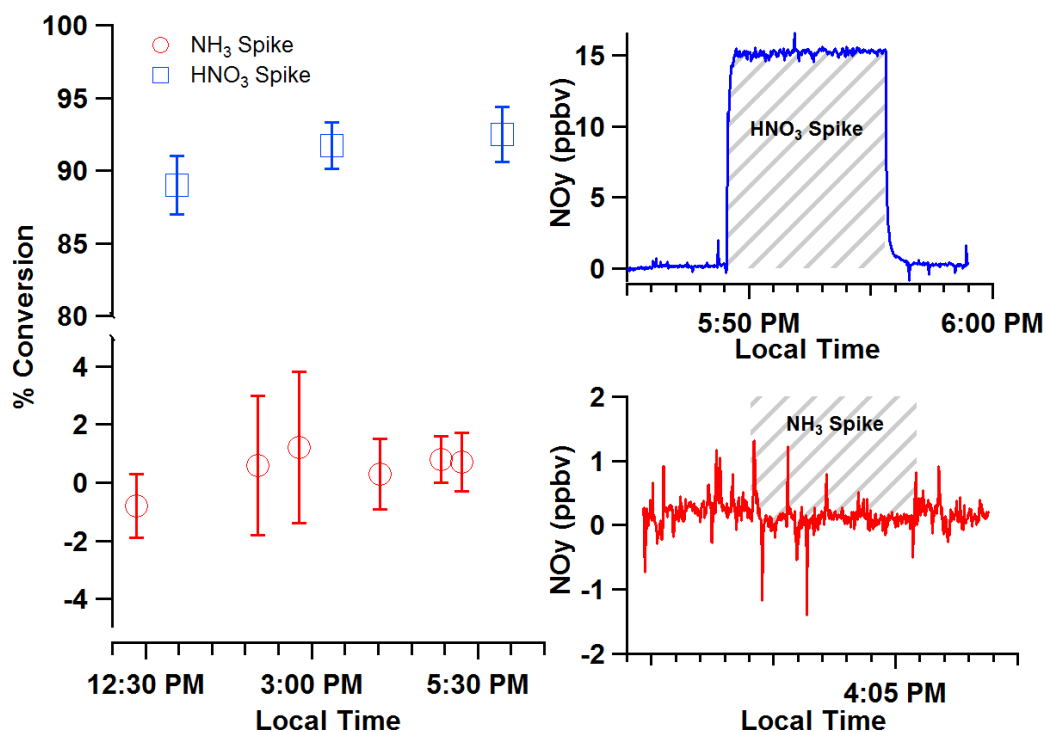 100
95
90
85
80
4
2
0
-2
-4
% Conversion
NH₃ Spike
HNO₃ Spike
12:30 PM
3:00 PM
5:30 PM
Local Time
15
10
5
0
NOy (ppbv)
HNO₃ Spike
5:50 PM
6:00 PM
Local Time
2
1
0
-1
-2
NOy (ppbv)
NH₃ Spike
4:05 PM
Local Time